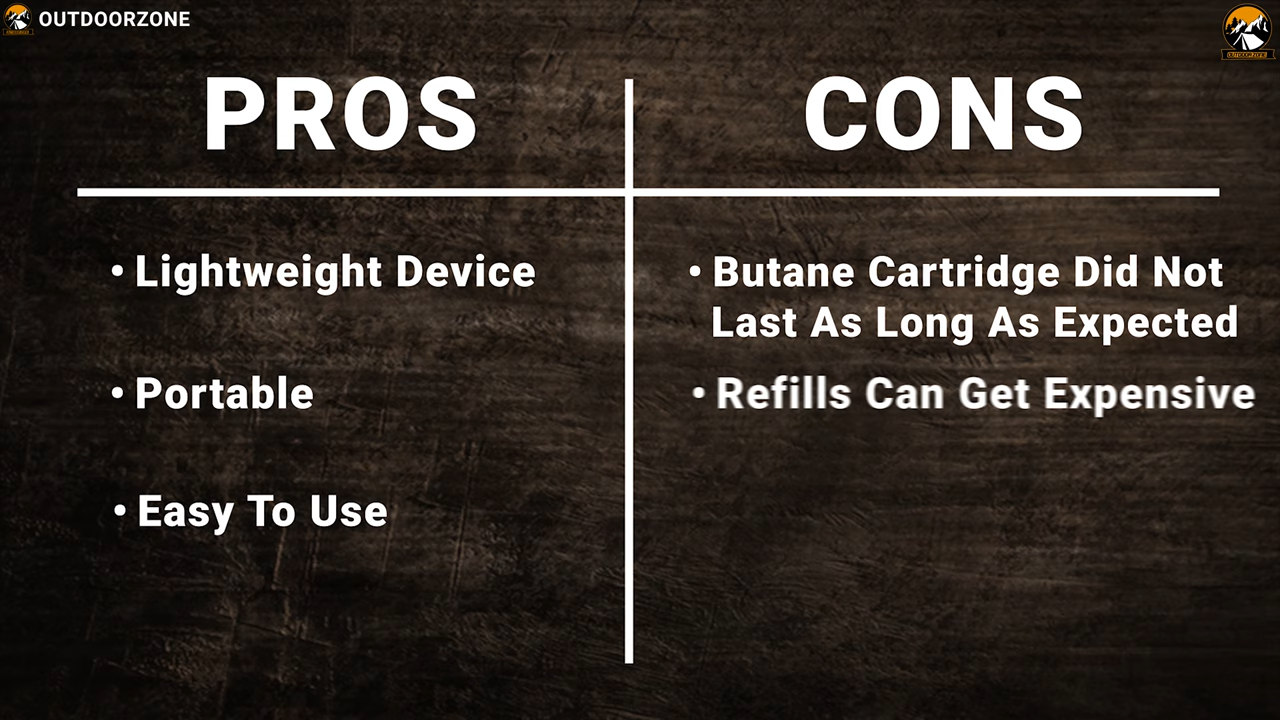 OUTDOORZONE
OUTDOORZONE
PROS
CONS
• Lightweight Device
• Portable
• Easy To Use
• Butane Cartridge Did Not
Last As Long As Expected
• Refills Can Get Expensive